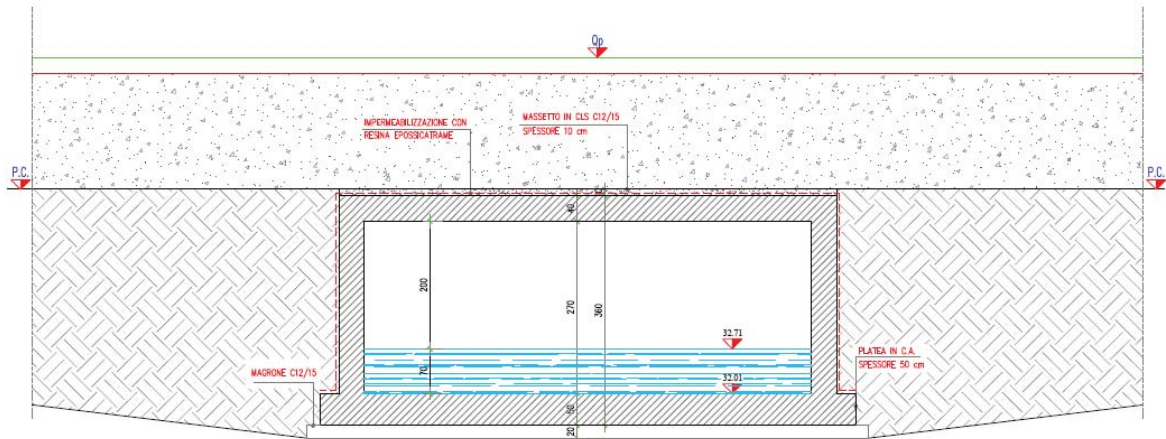 Qp
IMPERMEABILIZZAZIONE CON
RESINA EPOSSICATRAME
MASSETTO IN CLS C12/15
SPESSORE 10 cm
P.C.
P.C.
40
200
270
360
32.71
PLATEA IN C.A.
SPESSORE 50 cm
MAGRONE C12/15
70
32.01
50
20